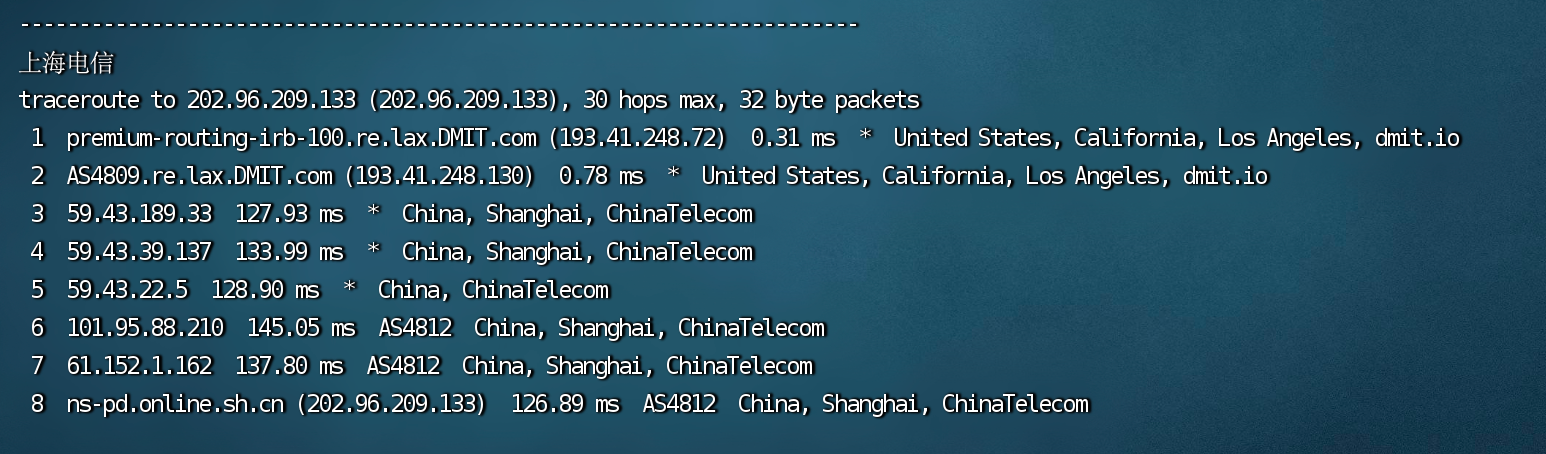 ----------------------------------------------------------------------
上海电信
traceroute to 202.96.209.133 (202.96.209.133), 30 hops max, 32 byte packets
 1  premium-routing-irb-100.re.lax.DMIT.com (193.41.248.72)  0.31 ms  *  United States, California, Los Angeles, dmit.io
 2  AS4809.re.lax.DMIT.com (193.41.248.130)  0.78 ms  *  United States, California, Los Angeles, dmit.io
 3  59.43.189.33  127.93 ms  *  China, Shanghai, ChinaTelecom
 4  59.43.39.137  133.99 ms  *  China, Shanghai, ChinaTelecom
 5  59.43.22.5  128.90 ms  *  China, ChinaTelecom
 6  101.95.88.210  145.05 ms  AS4812  China, Shanghai, ChinaTelecom
 7  61.152.1.162  137.80 ms  AS4812  China, Shanghai, ChinaTelecom
 8  ns-pd.online.sh.cn (202.96.209.133)  126.89 ms  AS4812  China, Shanghai, ChinaTelecom